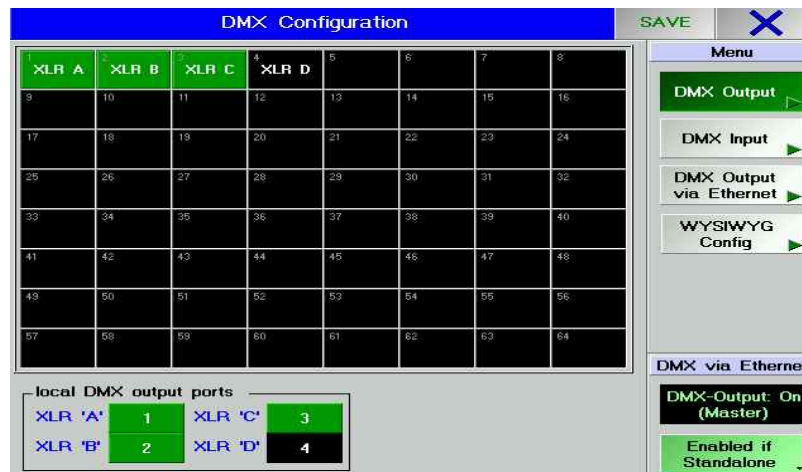 DMX Configuration
SAVE
Menu
1 XLR A 2 XLR B 3 XLR C 4 XLR D 5 6 7 8
9 10 11 12 13 14 15 16
17 18 19 20 21 22 23 24
25 26 27 28 29 30 31 32
33 34 35 36 37 38 39 40
41 42 43 44 45 46 47 48
49 50 51 52 53 54 55 56
57 58 59 60 61 62 63 64
DMX Output
DMX Input
DMX Output
via Ethernet
WYSIWYG
Config
DMX via Etherne
DMX-Output: On
(Master)
Enabled if
Standalone
local DMX output ports
XLR 'A' 1 XLR 'C' 3
XLR 'B' 2 XLR 'D' 4